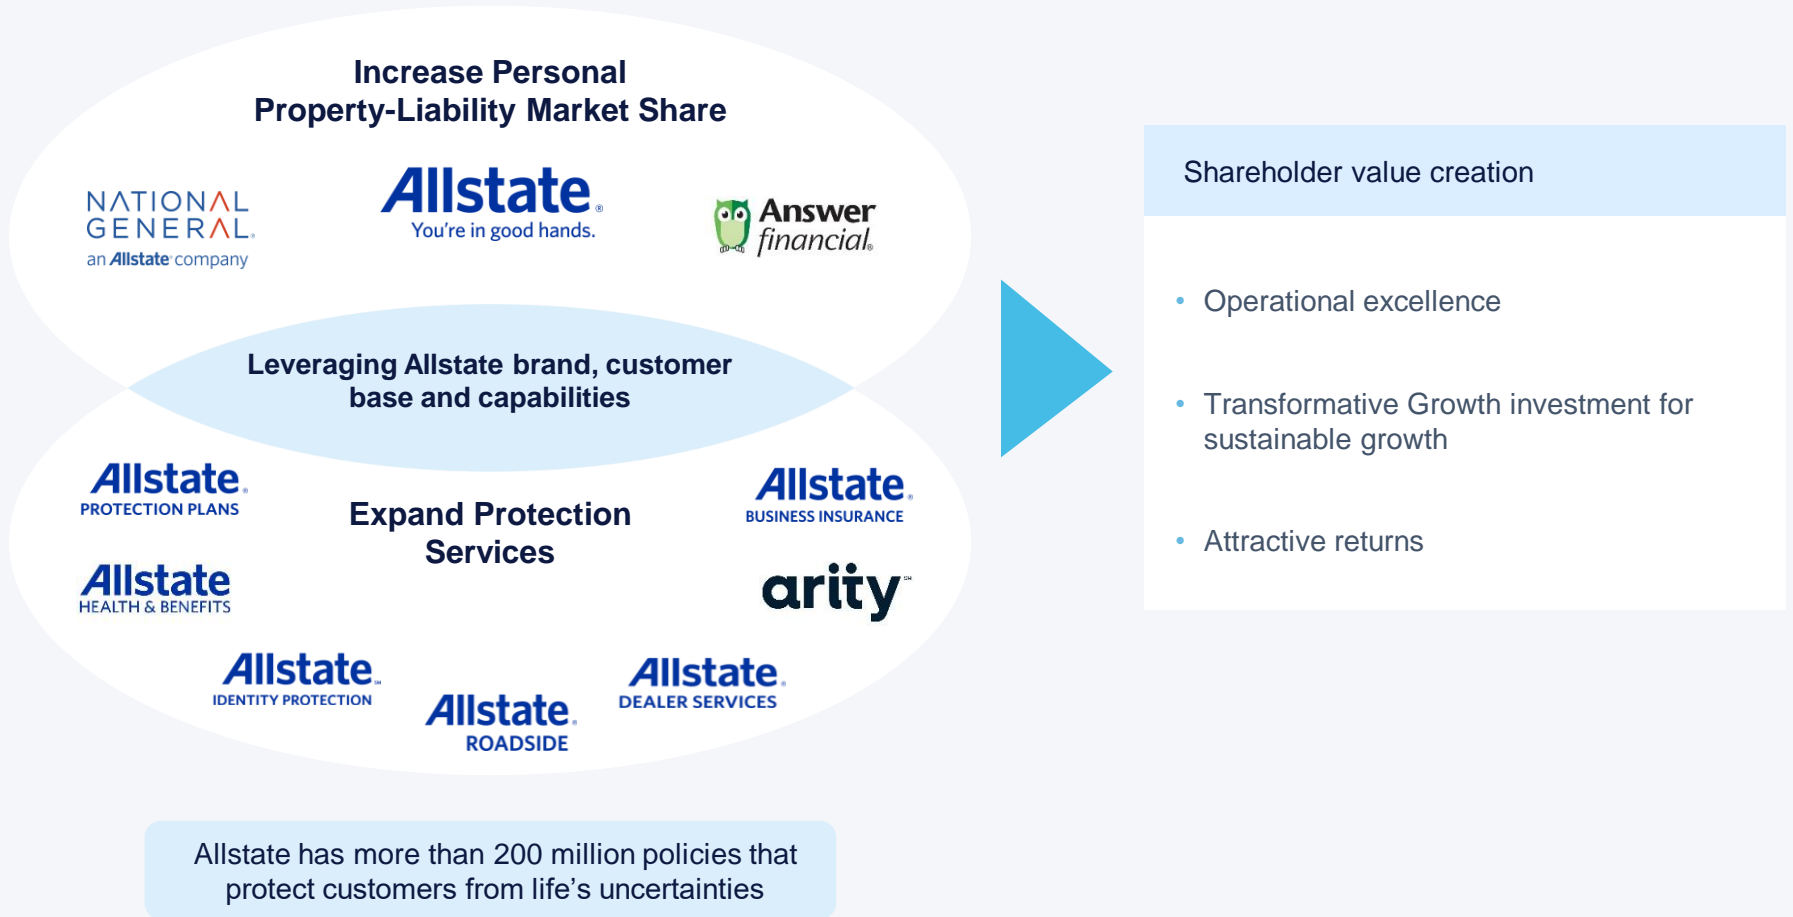 Increase Personal
Property-Liability Market Share
NATIONAL
GENERAL®
an Allstate® company
Allstate®
You're in good hands.
Answer
financial®
Leveraging Allstate brand, customer
base and capabilities
Allstate®
PROTECTION PLANS
Expand Protection
Services
Allstate®
BUSINESS INSURANCE
Allstate
HEALTH & BENEFITS
arity℠
Allstate℠
IDENTITY PROTECTION
Allstate®
ROADSIDE
Allstate®
DEALER SERVICES
Allstate has more than 200 million policies that
protect customers from life’s uncertainties
Shareholder value creation
• Operational excellence
• Transformative Growth investment for
sustainable growth
• Attractive returns